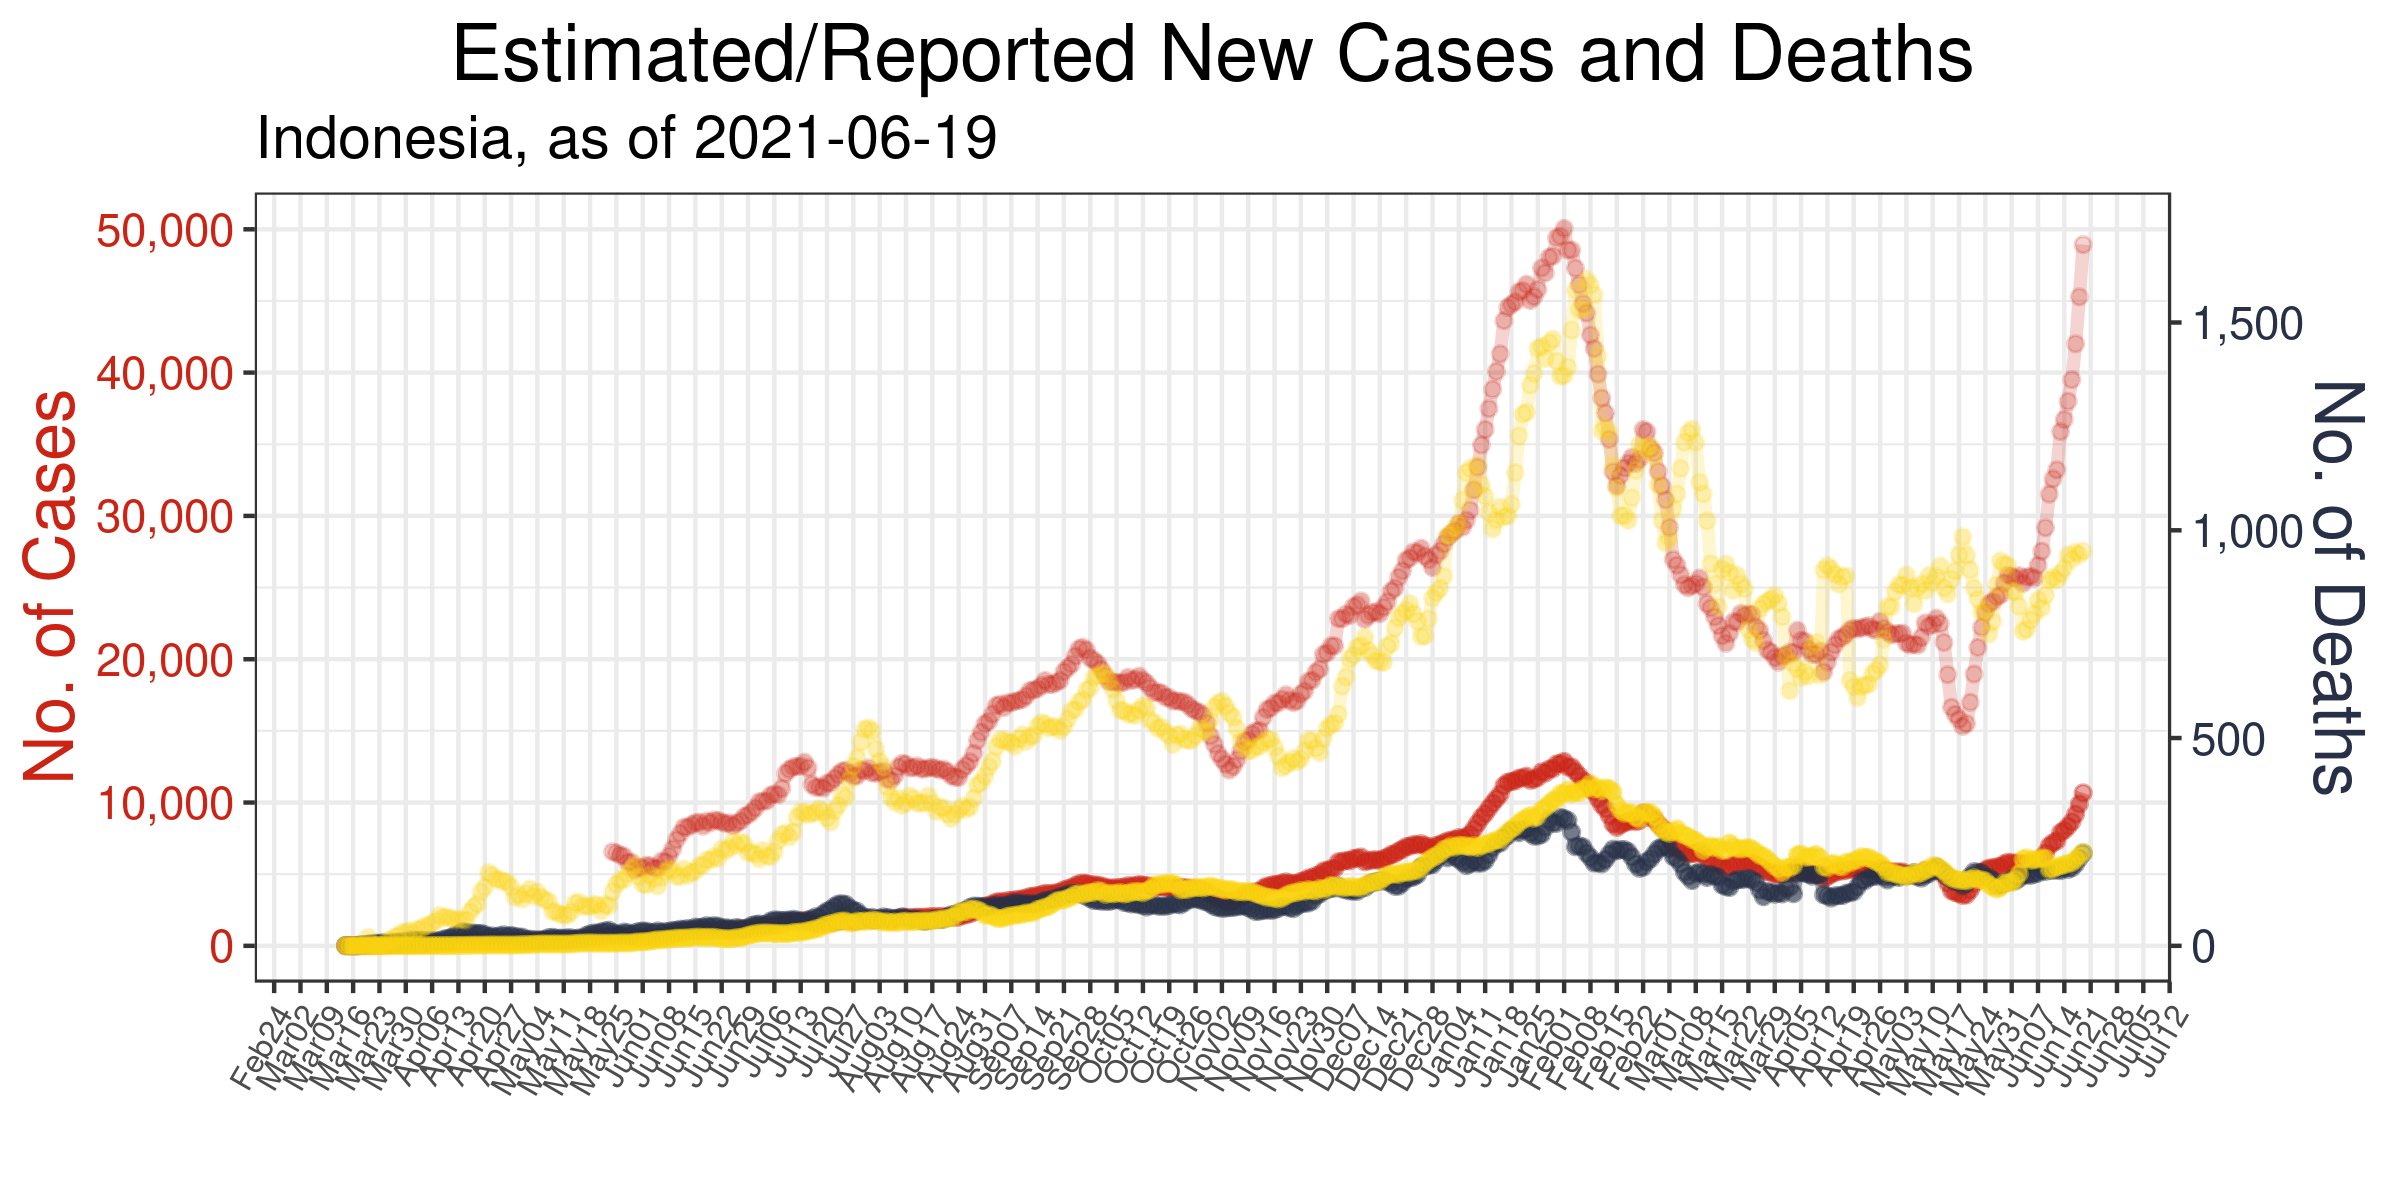 Estimated/Reported New Cases and Deaths
Indonesia, as of 2021-06-19
No. of Cases
50,000
40,000
30,000
20,000
10,000
0
1,500
1,000
500
0
No. of Deaths
Feb24
Mar02
Mar09
Mar16
Mar23
Mar30
Apr06
Apr13
Apr20
Apr27
May04
May11
May18
May25
Jun01
Jun08
Jun15
Jun22
Jun29
Jul06
Jul13
Jul20
Jul27
Aug03
Aug10
Aug17
Aug24
Aug31
Sep07
Sep14
Sep21
Sep28
Oct05
Oct12
Oct19
Oct26
Nov02
Nov09
Nov16
Nov23
Nov30
Dec07
Dec14
Dec21
Dec28
Jan04
Jan11
Jan18
Jan25
Feb01
Feb08
Feb15
Feb22
Mar01
Mar08
Mar15
Mar22
Mar29
Apr05
Apr12
Apr19
Apr26
May03
May10
May17
May24
May31
Jun07
Jun14
Jun21
Jun28
Jul05
Jul12